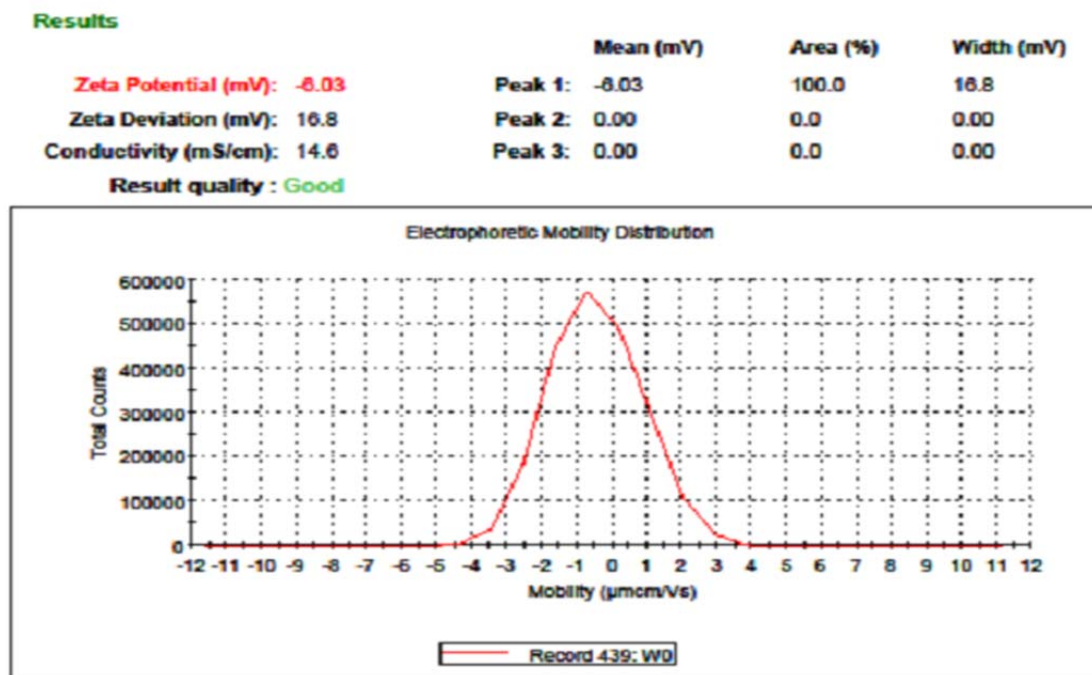 Results
Mean (mV) Area (%) Width (mV)
Zeta Potential (mV): -6.03 Peak 1: -6.03 100.0 16.8
Zeta Deviation (mV): 16.8 Peak 2: 0.00 0.0 0.00
Conductivity (mS/cm): 14.6 Peak 3: 0.00 0.0 0.00
Result quality : Good
Electrophoretic Mobility Distribution
600000
500000
400000
300000
200000
100000
0
Total Counts
-12 -11 -10 -9 -8 -7 -6 -5 -4 -3 -2 -1 0 1 2 3 4 5 6 7 8 9 10 11 12
Mobility (µmcm/Vs)
Record 439: W0